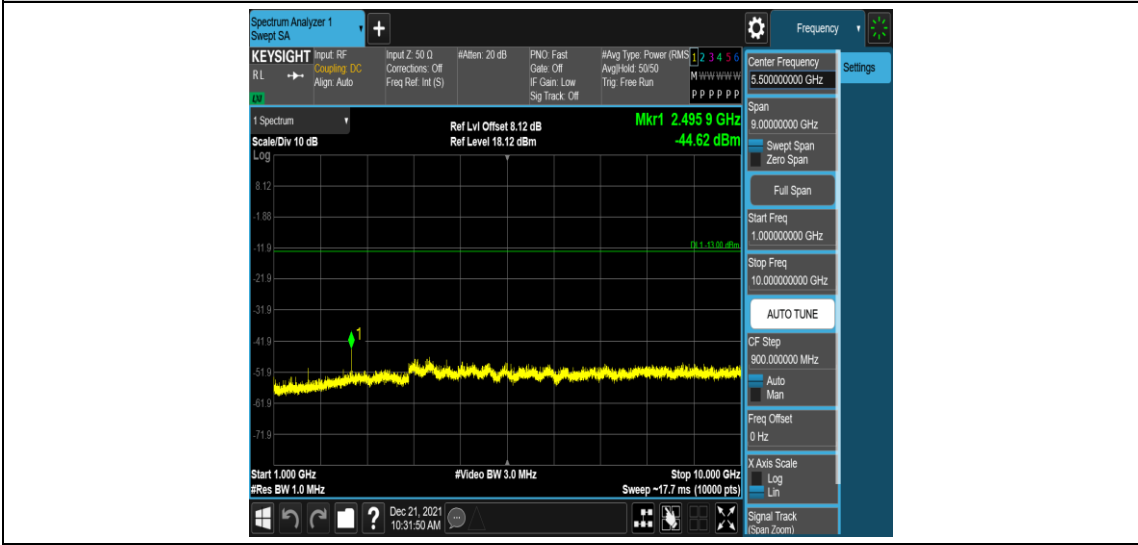 Spectrum Analyzer 1
Swept SA
+
Frequency
KEYSIGHT
RL
Input: RF
Coupling: DC
Align: Auto
Input Z: 50 Ω
Corrections: Off
Freq Ref: Int (S)
#Atten: 20 dB
PNO: Fast
Gate: Off
IF Gain: Low
Sig Track: Off
#Avg Type: Power (RMS
Avg|Hold: 50/50
Trig: Free Run
1 2 3 4 5 6
M W W W W W
P P P P P P
1 Spectrum
Scale/Div 10 dB
Log
Ref Lvl Offset 8.12 dB
Ref Level 18.12 dBm
Mkr1 2.495 9 GHz
-44.62 dBm
8.12
-1.88
-11.9
DL1 -13.00 dBm
-21.9
-31.9
-41.9
1
-51.9
-61.9
-71.9
Start 1.000 GHz
#Video BW 3.0 MHz
Stop 10.000 GHz
#Res BW 1.0 MHz
Sweep ~17.7 ms (10000 pts)
?
Dec 21, 2021
10:31:50 AM
Center Frequency
5.500000000 GHz
Settings
Span
9.00000000 GHz
Swept Span
Zero Span
Full Span
Start Freq
1.000000000 GHz
Stop Freq
10.000000000 GHz
AUTO TUNE
CF Step
900.000000 MHz
Auto
Man
Freq Offset
0 Hz
X Axis Scale
Log
Lin
Signal Track
(Span Zoom)